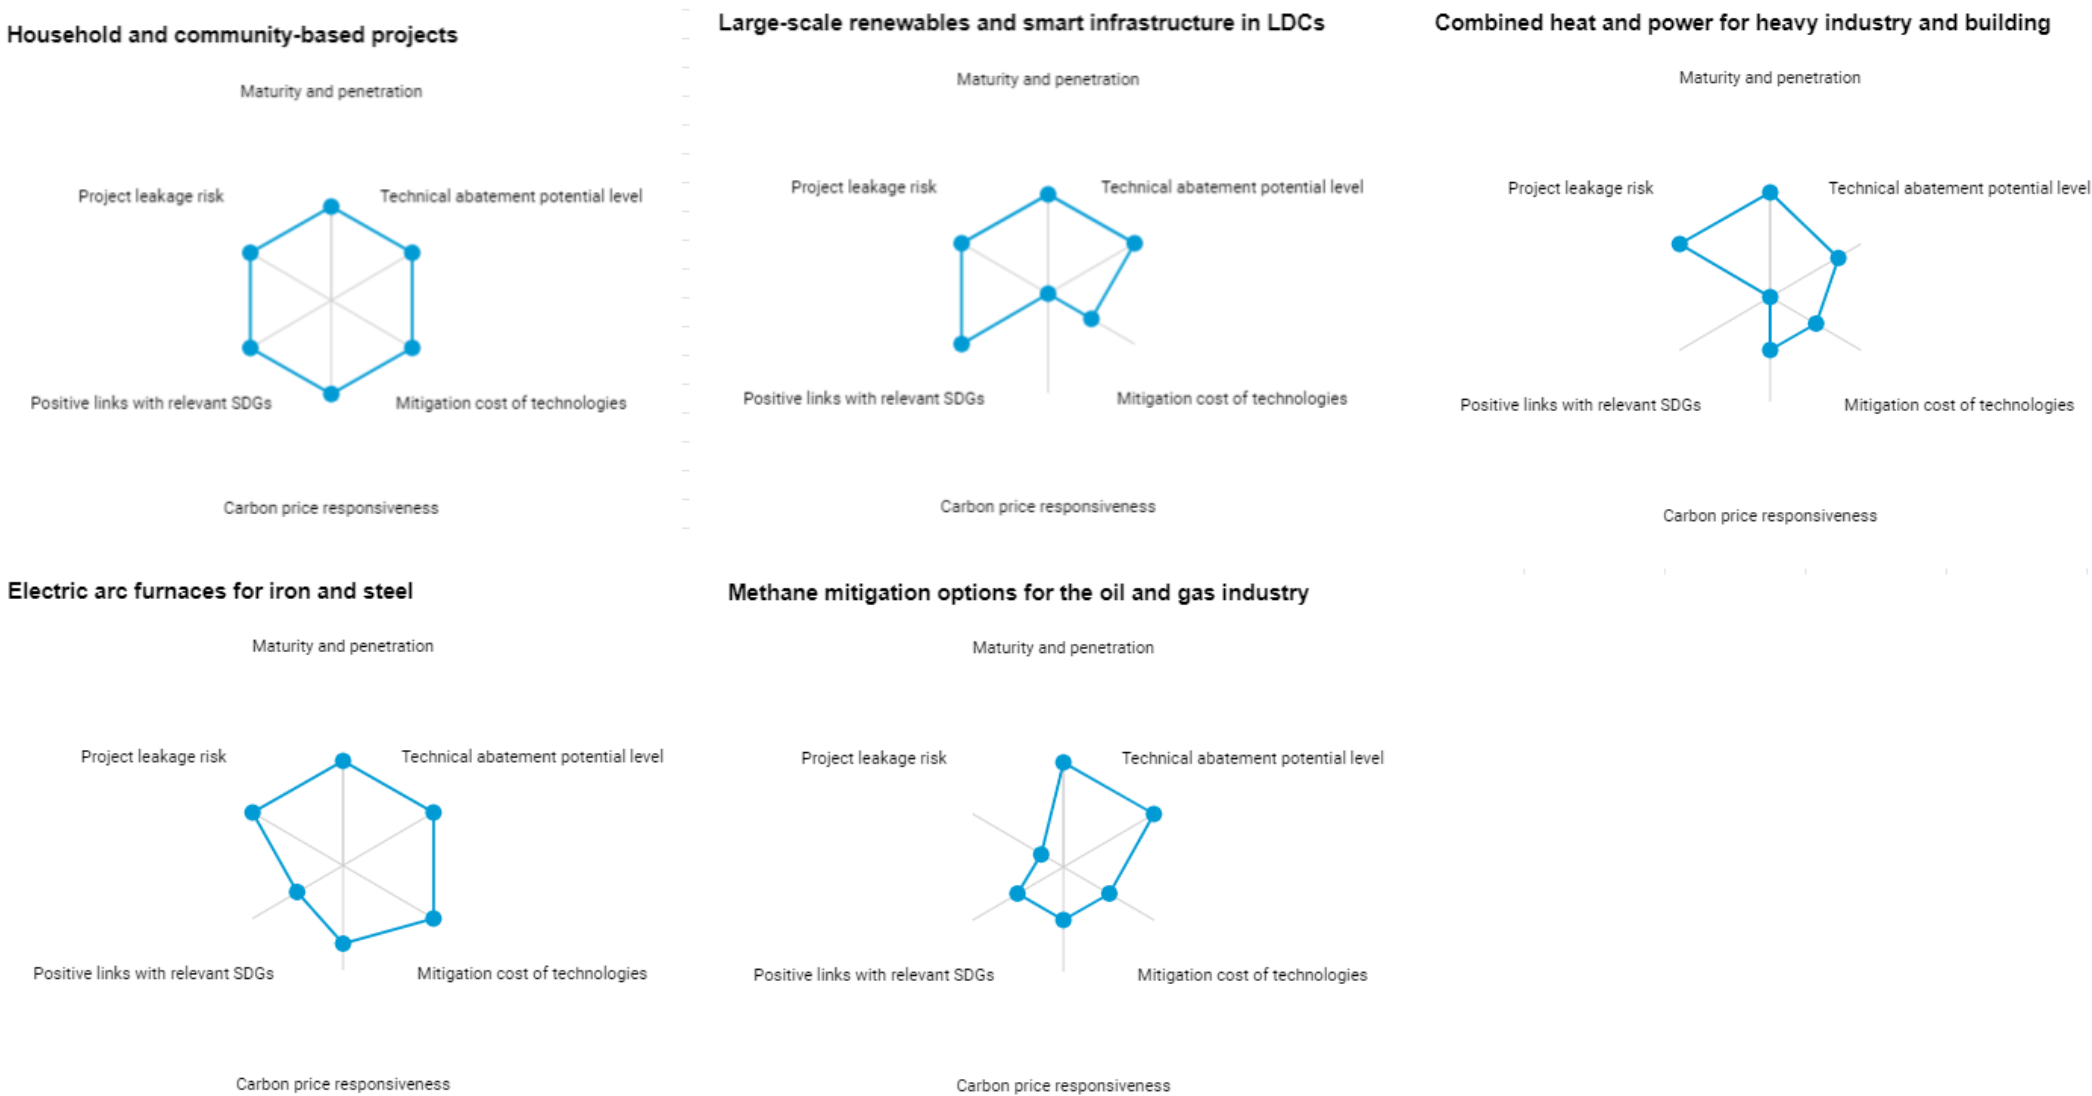 Household and community-based projects
Maturity and penetration
Project leakage risk
Technical abatement potential level
Positive links with relevant SDGs
Mitigation cost of technologies
Carbon price responsiveness
Large-scale renewables and smart infrastructure in LDCs
Maturity and penetration
Project leakage risk
Technical abatement potential level
Positive links with relevant SDGs
Mitigation cost of technologies
Carbon price responsiveness
Combined heat and power for heavy industry and building
Maturity and penetration
Project leakage risk
Technical abatement potential level
Positive links with relevant SDGs
Mitigation cost of technologies
Carbon price responsiveness
Electric arc furnaces for iron and steel
Maturity and penetration
Project leakage risk
Technical abatement potential level
Positive links with relevant SDGs
Mitigation cost of technologies
Carbon price responsiveness
Methane mitigation options for the oil and gas industry
Maturity and penetration
Project leakage risk
Technical abatement potential level
Positive links with relevant SDGs
Mitigation cost of technologies
Carbon price responsiveness